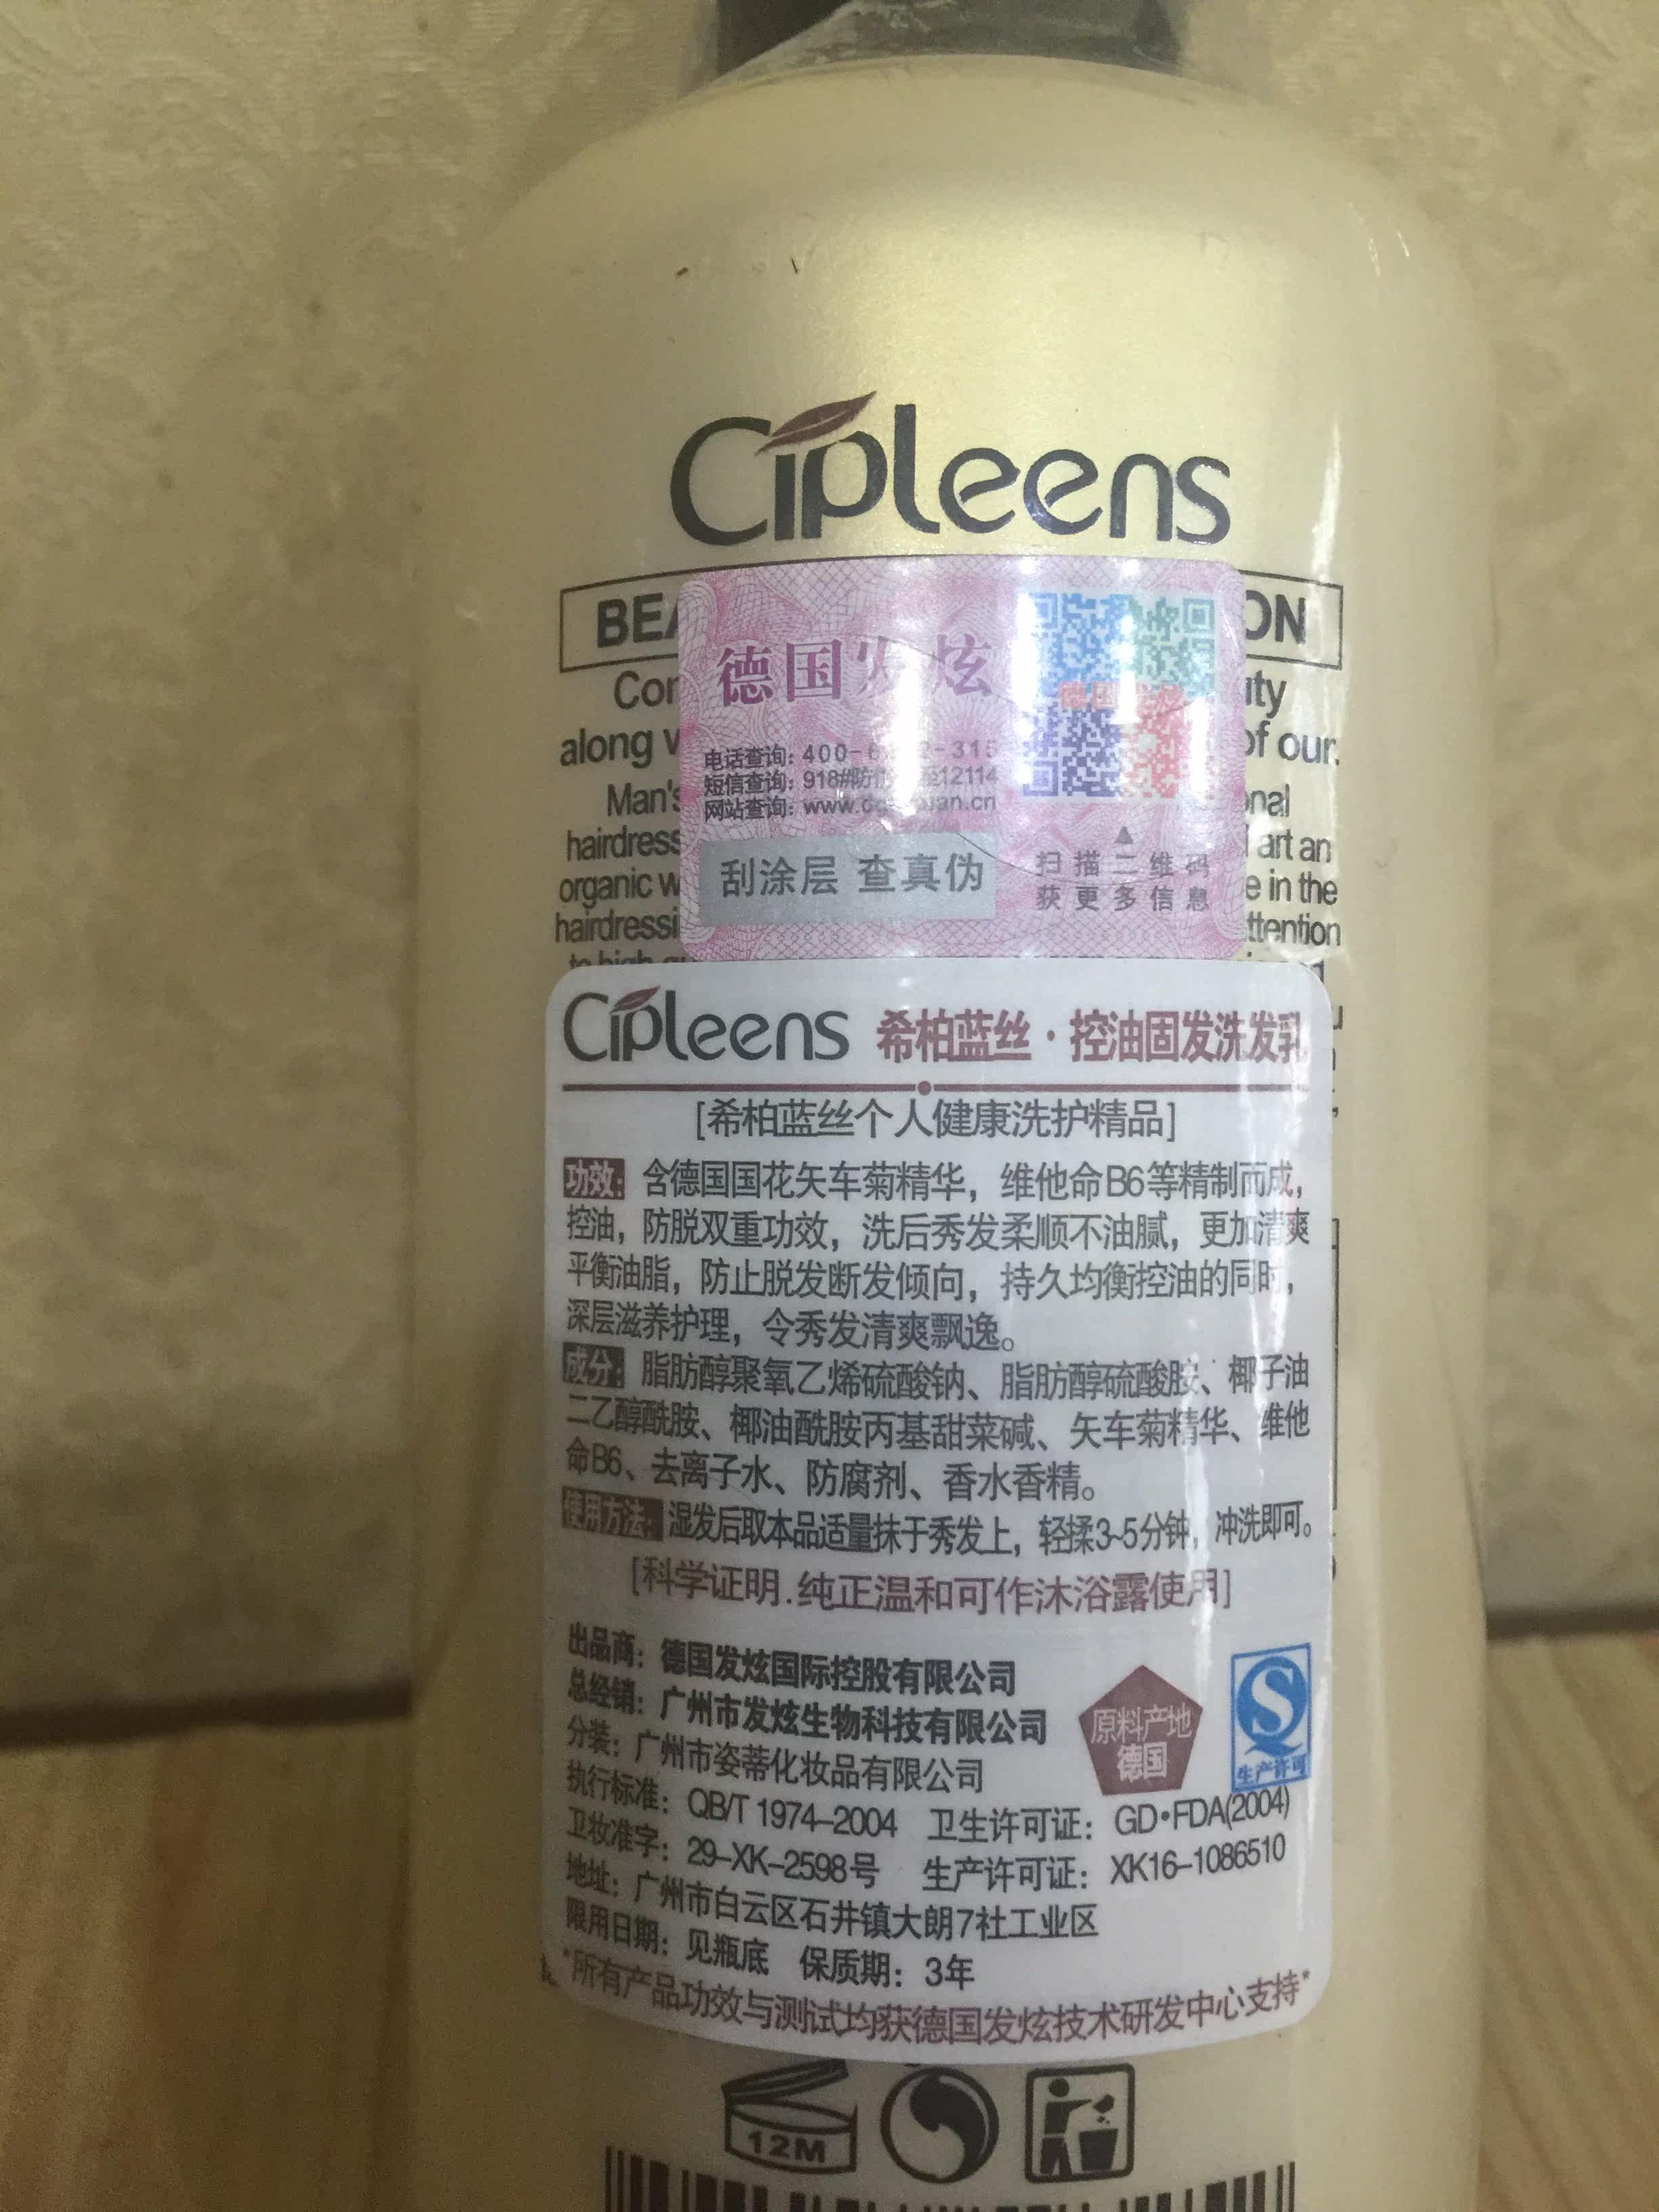 Cipleens
BEA ON
Con ity
along w of our.
Man's onal
hairdress art an
organic w e in the
hairdressi ttention
德国发炫
电话查询: 400-6 2-315
短信查询: 918#防 至12114
网站查询: www.c uan.cn
刮涂层 查真伪
扫描二维码
获更多信息
Cipleens 希柏蓝丝·控油固发洗发乳
[希柏蓝丝个人健康洗护精品]
功效: 含德国国花矢车菊精华，维他命B6等精制而成，
控油，防脱双重功效，洗后秀发柔顺不油腻，更加清爽
平衡油脂，防止脱发断发倾向，持久均衡控油的同时，
深层滋养护理，令秀发清爽飘逸。
成分: 脂肪醇聚氧乙烯硫酸钠、脂肪醇硫酸胺、椰子油
二乙醇酰胺、椰油酰胺丙基甜菜碱、矢车菊精华、维他
命B6、去离子水、防腐剂、香水香精。
使用方法: 湿发后取本品适量抹于秀发上，轻揉3-5分钟，冲洗即可。
[科学证明.纯正温和可作沐浴露使用]
出品商：德国发炫国际控股有限公司
总经销：广州市发炫生物科技有限公司
分装：广州市姿蒂化妆品有限公司
原料产地
德国
生产许可
执行标准：QB/T 1974-2004 卫生许可证：GD•FDA(2004)
卫妆准字：29-XK-2598号 生产许可证：XK16-1086510
地址：广州市白云区石井镇大朗7社工业区
限用日期：见瓶底 保质期：3年
*所有产品功效与测试均获德国发炫技术研发中心支持*
12M